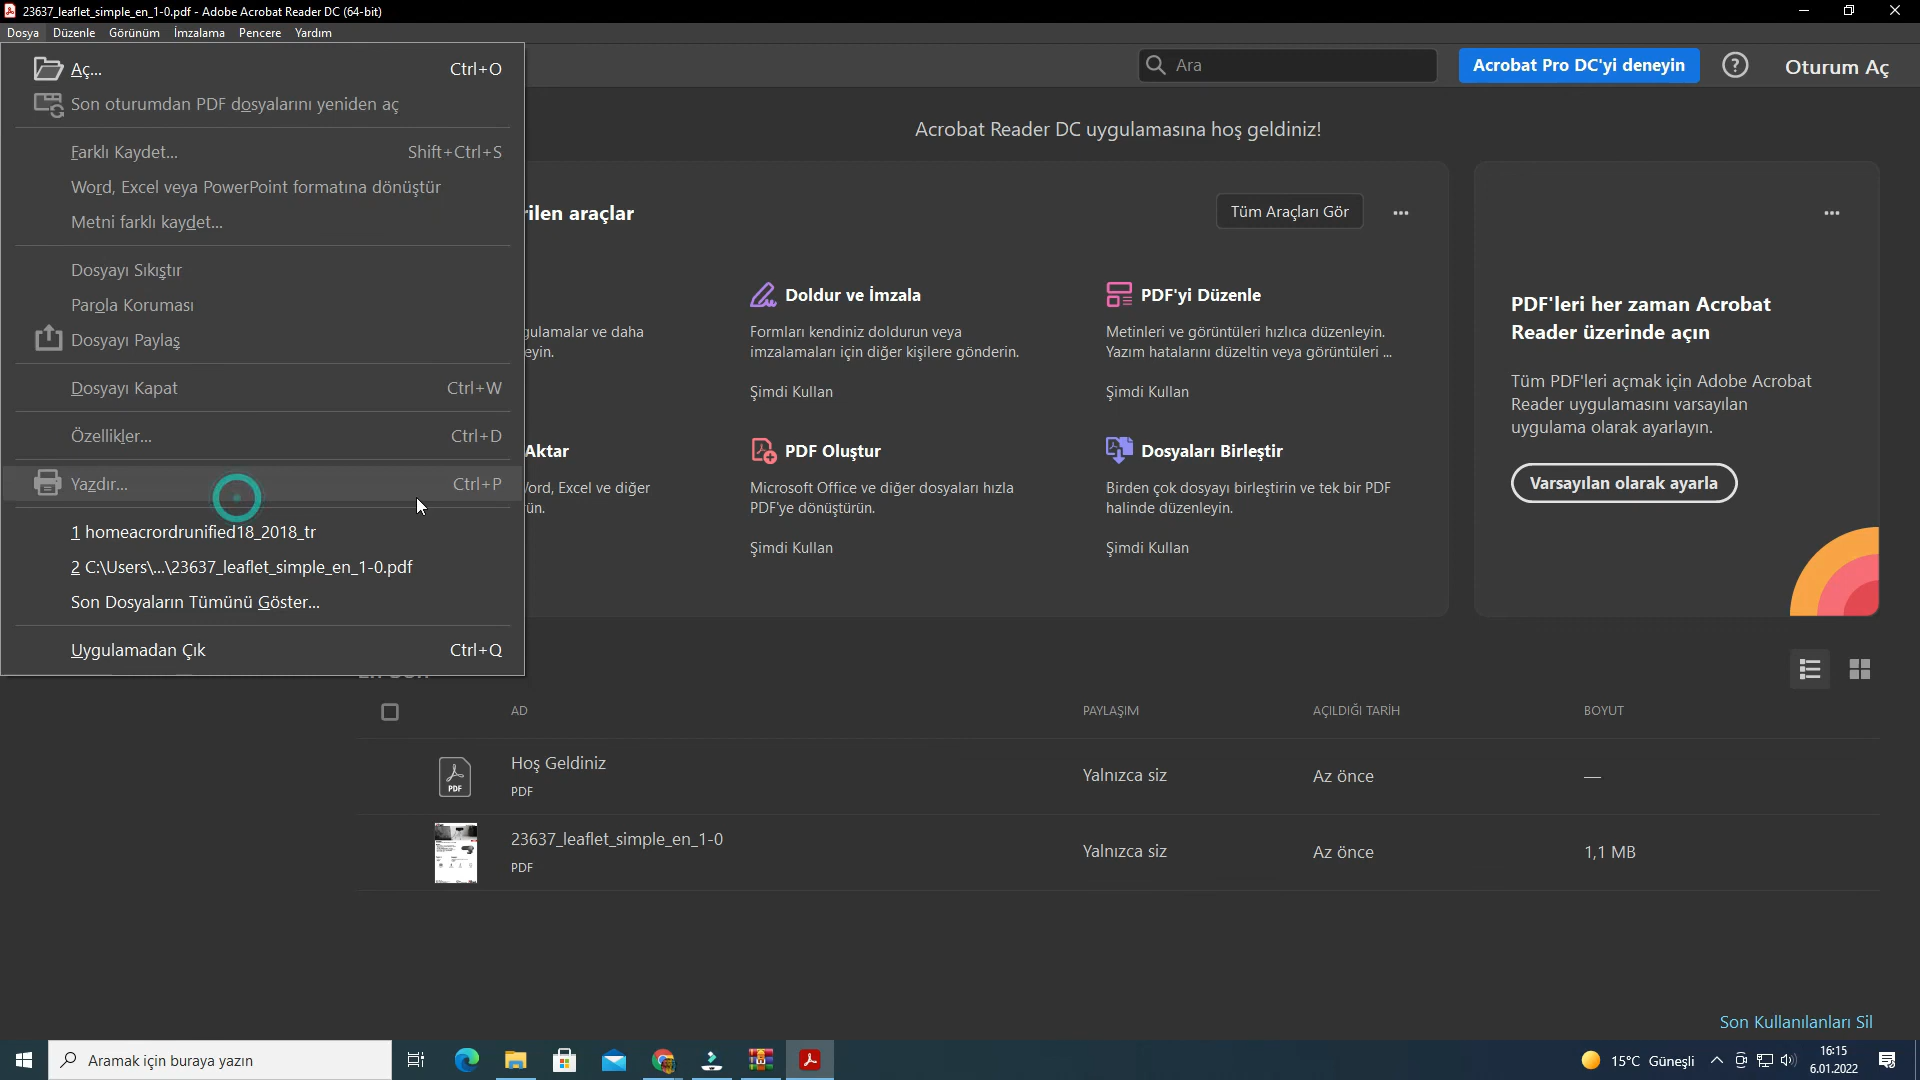 23637_leaflet_simple_en_1-0.pdf - Adobe Acrobat Reader DC (64-bit)
Dosya Düzenle Görünüm İmzalama Pencere Yardım
Aç... Ctrl+O
Son oturumdan PDF dosyalarını yeniden aç
Farklı Kaydet... Shift+Ctrl+S
Word, Excel veya PowerPoint formatına dönüştür
Metni farklı kaydet...
Dosyayı Sıkıştır
Parola Koruması
Dosyayı Paylaş
Dosyayı Kapat Ctrl+W
Özellikler... Ctrl+D
Yazdır... Ctrl+P
1 homeacrordrunified18_2018_tr
2 C:\Users\...\23637_leaflet_simple_en_1-0.pdf
Son Dosyaların Tümünü Göster...
Uygulamadan Çık Ctrl+Q
Ara
Acrobat Pro DC'yi deneyin
Oturum Aç
Acrobat Reader DC uygulamasına hoş geldiniz!
rilen araçlar
Tüm Araçları Gör
gulamalar ve daha
eyin.
Doldur ve İmzala
Formları kendiniz doldurun veya
imzalamaları için diğer kişilere gönderin.
Şimdi Kullan
PDF'yi Düzenle
Metinleri ve görüntüleri hızlıca düzenleyin.
Yazım hatalarını düzeltin veya görüntüleri ...
Şimdi Kullan
Aktar
Word, Excel ve diğer
ün.
PDF Oluştur
Microsoft Office ve diğer dosyaları hızla
PDF'ye dönüştürün.
Şimdi Kullan
Dosyaları Birleştir
Birden çok dosyayı birleştirin ve tek bir PDF
halinde düzenleyin.
Şimdi Kullan
PDF'leri her zaman Acrobat
Reader üzerinde açın
Tüm PDF'leri açmak için Adobe Acrobat
Reader uygulamasını varsayılan
uygulama olarak ayarlayın.
Varsayılan olarak ayarla
AD PAYLAŞIM AÇILDIĞI TARİH BOYUT
Hoş Geldiniz
PDF
Yalnızca siz Az önce —
23637_leaflet_simple_en_1-0
PDF
Yalnızca siz Az önce 1,1 MB
Son Kullanılanları Sil
Aramak için buraya yazın
15°C Güneşli
16:15
6.01.2022